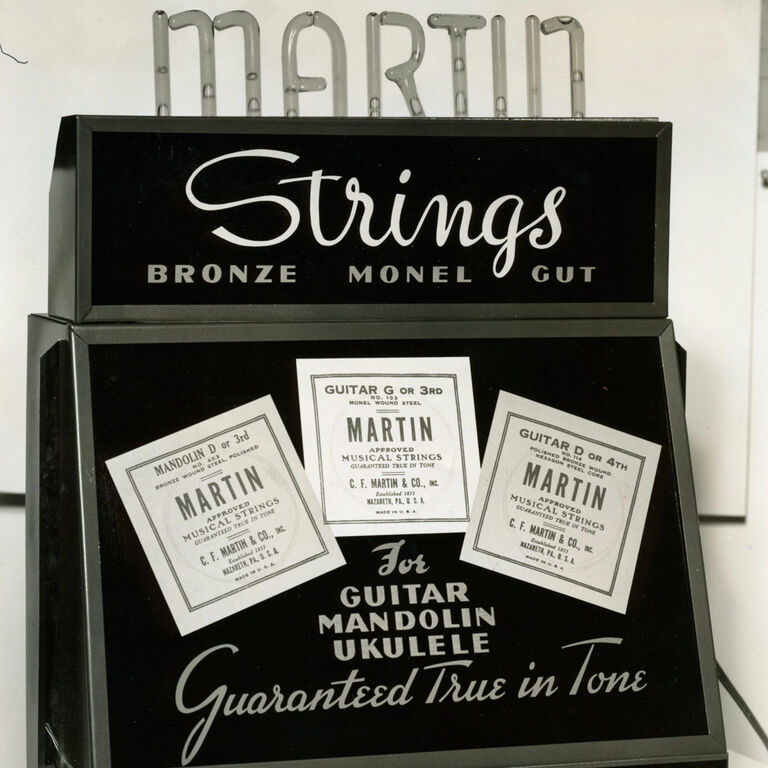 MARTIN
Strings
BRONZE MONEL GUT
MANDOLIN D OR 3rd
NO. 403
BRONZE WOUND STEEL, POLISHED
MARTIN
APPROVED
MUSICAL STRINGS
GUARANTEED TRUE IN TONE
C. F. MARTIN & CO., INC.
Established 1833
NAZARETH, PA., U. S. A.
MADE IN U. S. A.
GUITAR G OR 3RD
NO. 103
MONEL WOUND STEEL
MARTIN
APPROVED
MUSICAL STRINGS
GUARANTEED TRUE IN TONE
C. F. MARTIN & CO., INC.
Established 1833
NAZARETH, PA., U. S. A.
MADE IN U. S. A.
GUITAR D OR 4TH
NO. 114
POLISHED BRONZE WOUND
HEXAGON STEEL CORE
MARTIN
APPROVED
MUSICAL STRINGS
GUARANTEED TRUE IN TONE
C. F. MARTIN & CO., INC.
Established 1833
NAZARETH, PA., U. S. A.
MADE IN U. S. A.
For
GUITAR
MANDOLIN
UKULELE
Guaranteed True in Tone